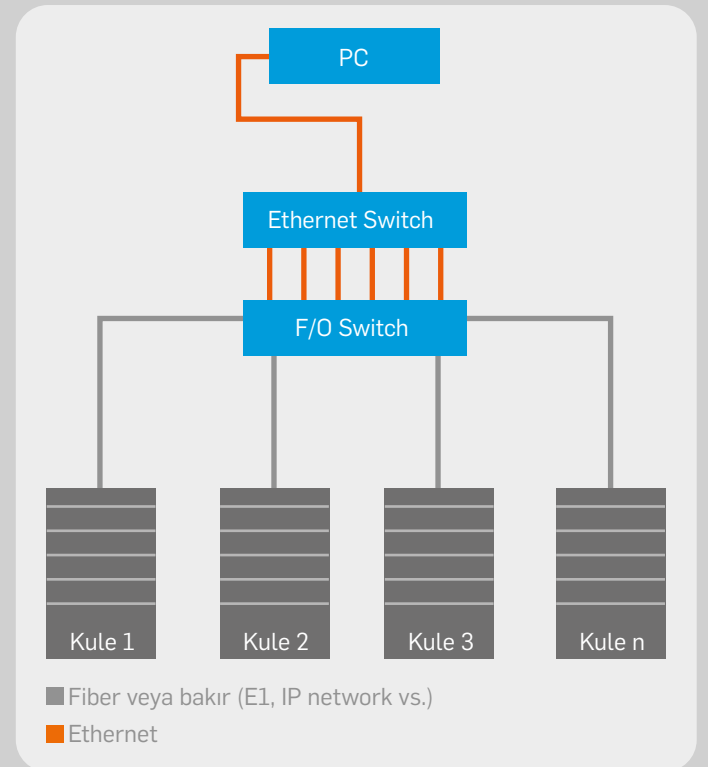 PC
Ethernet Switch
F/O Switch
Kule 1
Kule 2
Kule 3
Kule n
Fiber veya bakır (E1, IP network vs.)
Ethernet